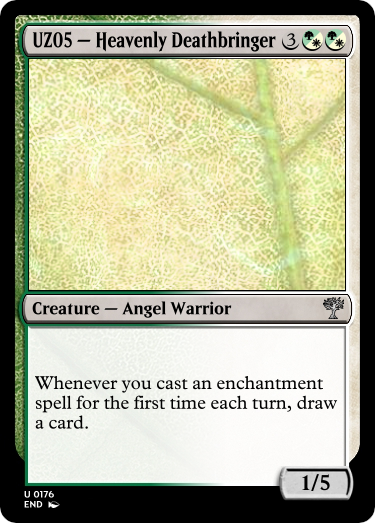 UZ05 — Heavenly Deathbringer 3
Creature — Angel Warrior
Whenever you cast an enchantment
spell for the first time each turn, draw
a card.
1/5
U 0176
END